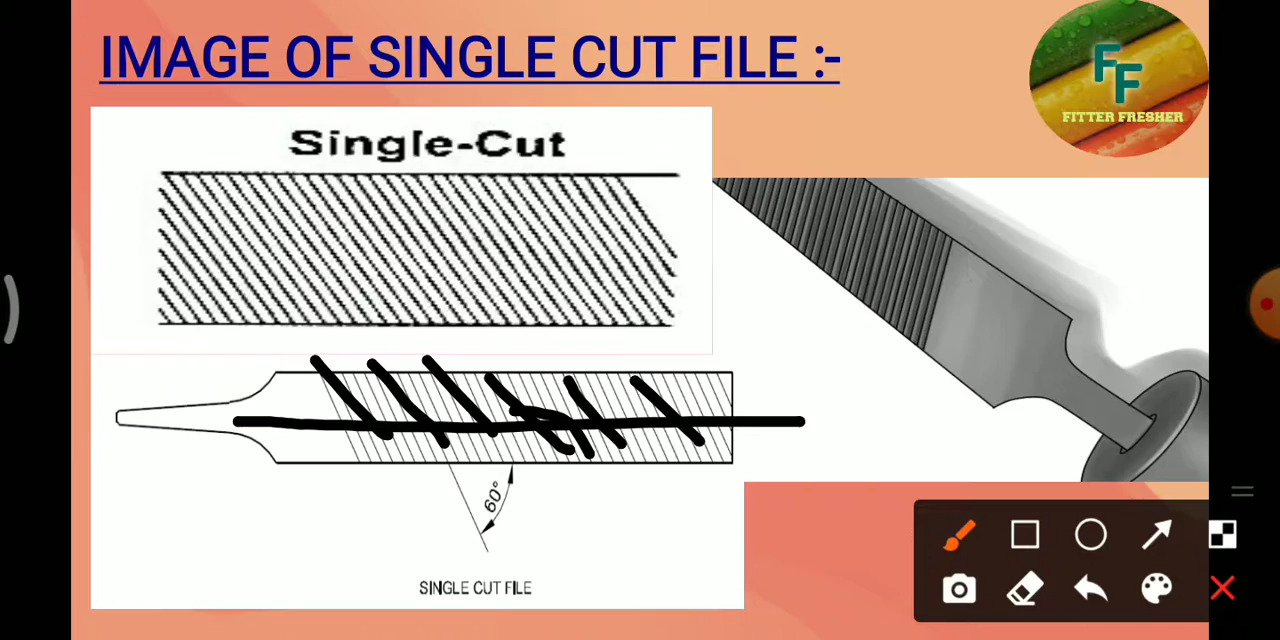 IMAGE OF SINGLE CUT FILE :-
FF
FITTER FRESHER
Single-Cut
60°
SINGLE CUT FILE